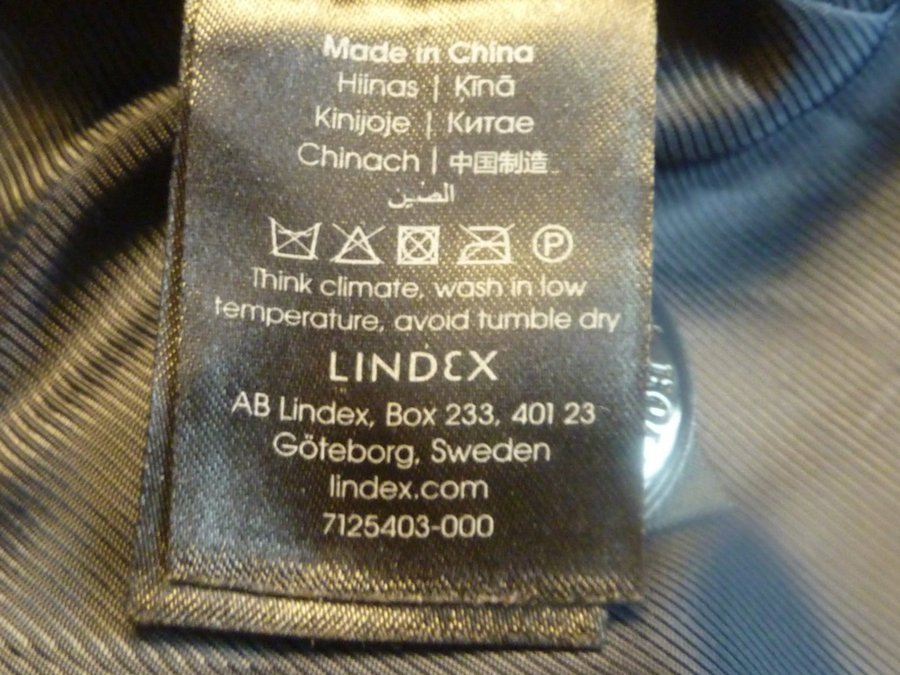 Made in China
Hiinas | Ķīnā
Kinijoje | Китае
Chinach | 中国制造
الصين
P
Think climate, wash in low
temperature, avoid tumble dry
LINDEX
AB Lindex, Box 233, 401 23
Göteborg, Sweden
lindex.com
7125403-000